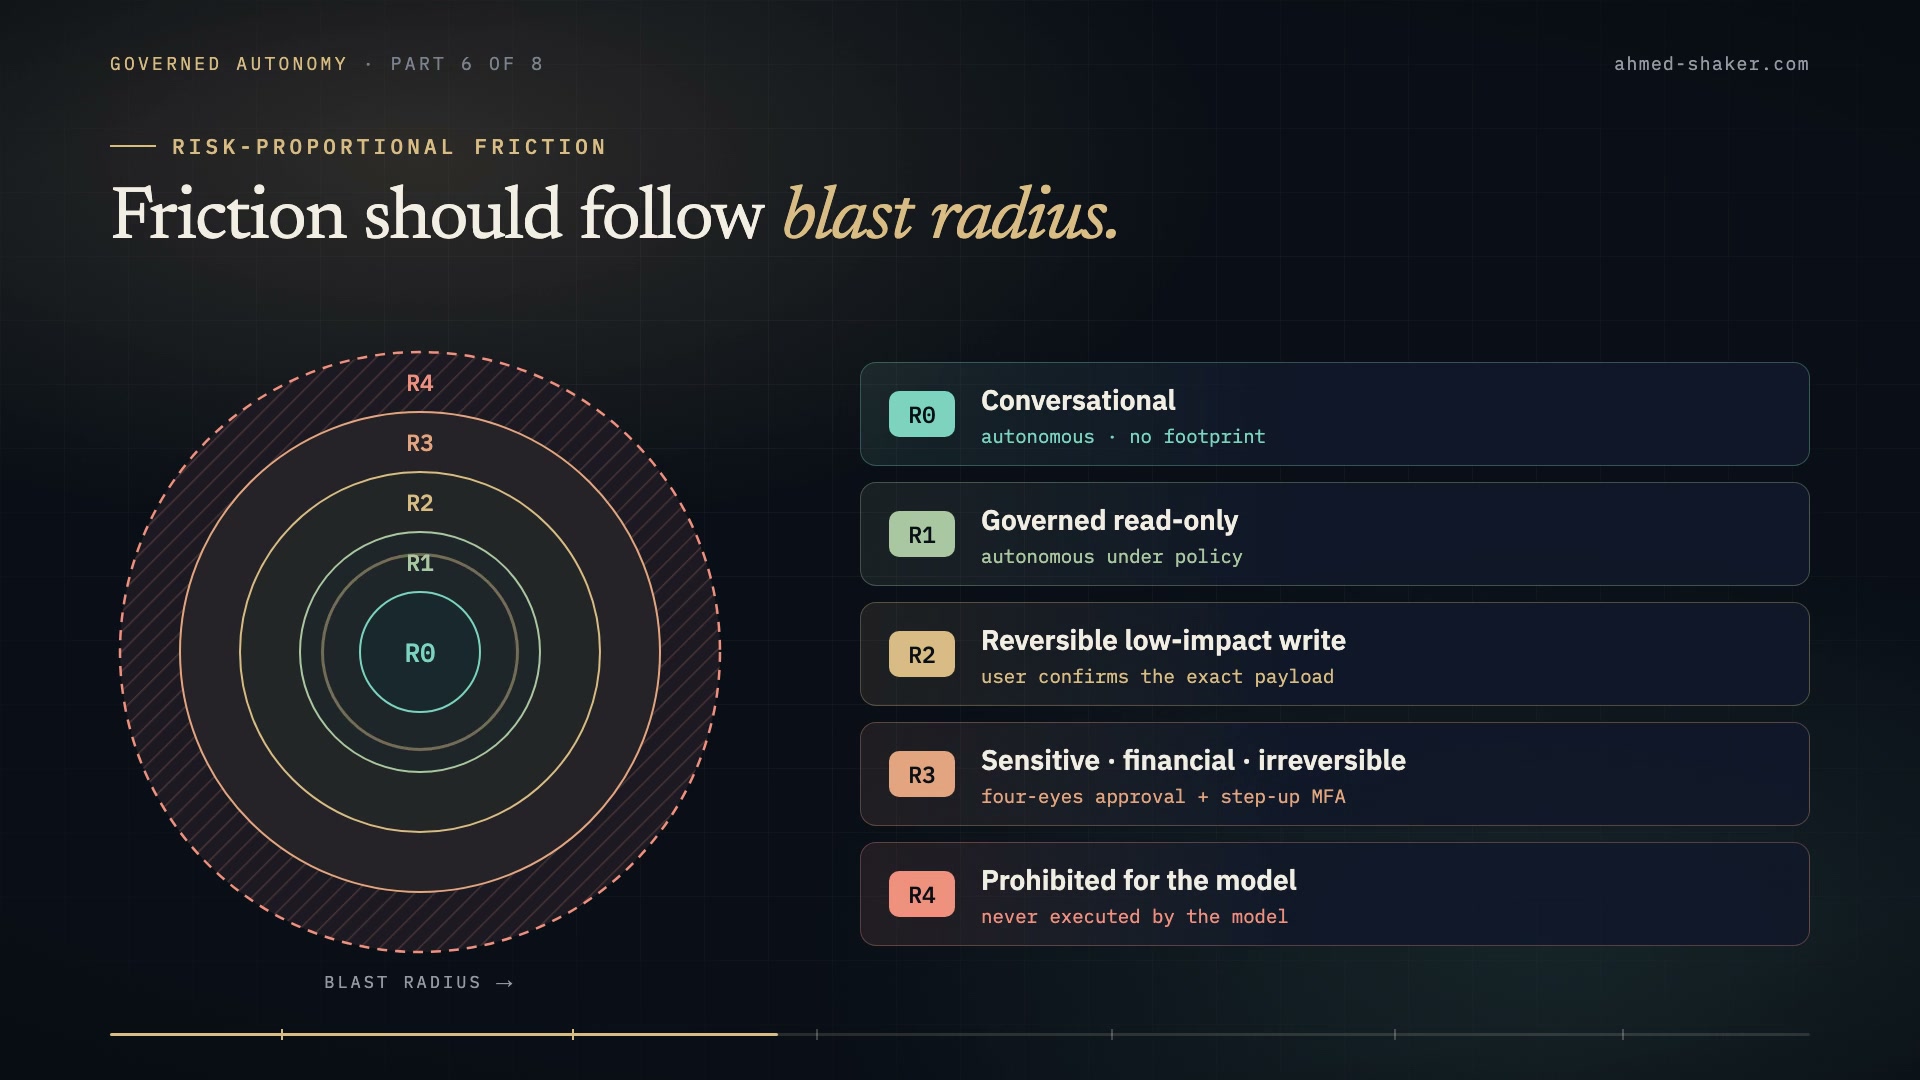 GOVERNED AUTONOMY · PART 6 OF 8
ahmed-shaker.com
RISK-PROPORTIONAL FRICTION
Friction should follow blast radius.
R4
R3
R2
R1
R0
BLAST RADIUS →
R0
Conversational
autonomous · no footprint
R1
Governed read-only
autonomous under policy
R2
Reversible low-impact write
user confirms the exact payload
R3
Sensitive · financial · irreversible
four-eyes approval + step-up MFA
R4
Prohibited for the model
never executed by the model